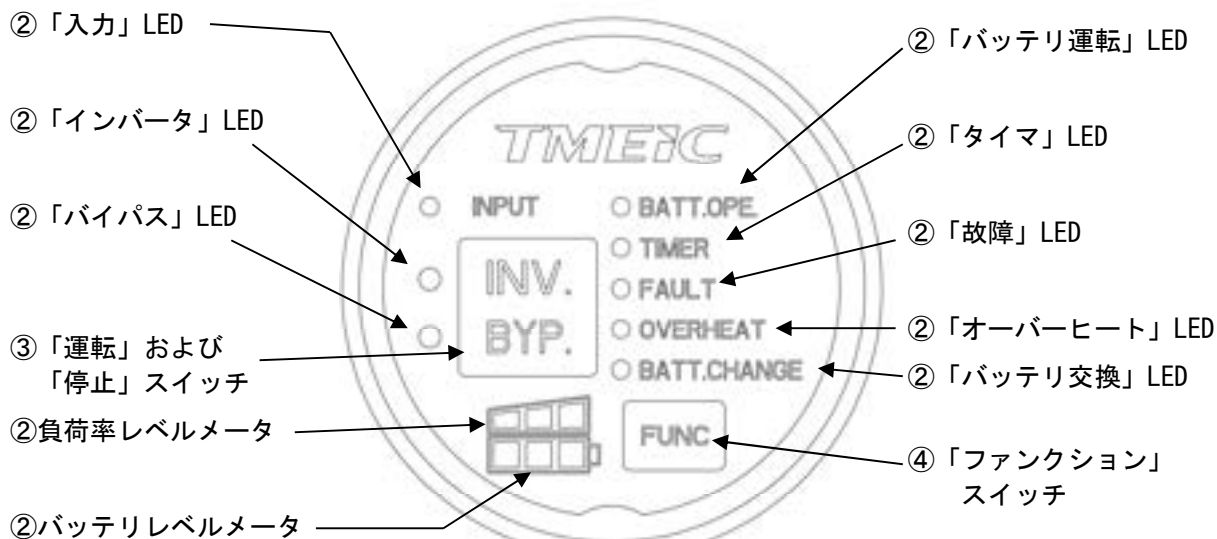 ②「入力」LED
②「インバータ」LED
②「バイパス」LED
③「運転」および
「停止」スイッチ
②負荷率レベルメータ
②バッテリレベルメータ
TMEiC
INPUT
INV.
BYP.
BATT.OPE.
TIMER
FAULT
OVERHEAT
BATT.CHANGE
FUNC
②「バッテリ運転」LED
②「タイマ」LED
②「故障」LED
②「オーバーヒート」LED
②「バッテリ交換」LED
④「ファンクション」
スイッチ